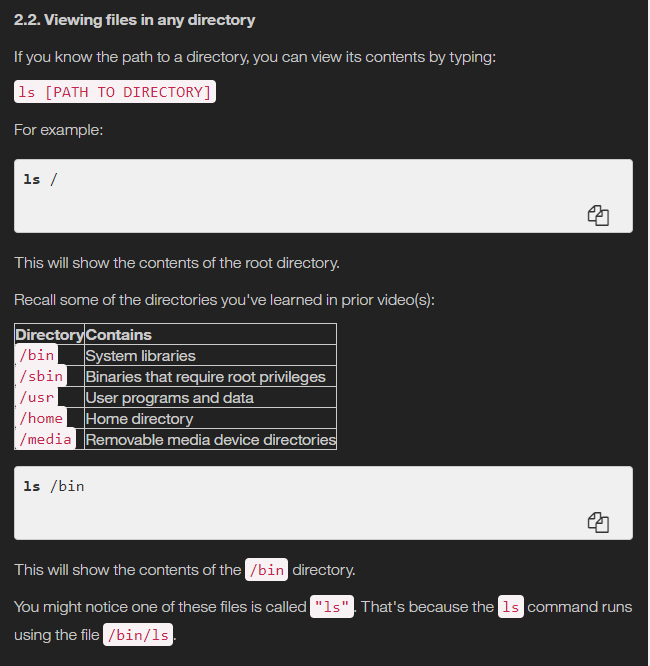 2.2. Viewing files in any directory
If you know the path to a directory, you can view its contents by typing:
ls [PATH TO DIRECTORY]
For example:
ls /
This will show the contents of the root directory.
Recall some of the directories you've learned in prior video(s):
Directory Contains
/bin System libraries
/sbin Binaries that require root privileges
/usr User programs and data
/home Home directory
/media Removable media device directories
ls /bin
This will show the contents of the /bin directory.
You might notice one of these files is called "ls". That's because the ls command runs
using the file /bin/ls.